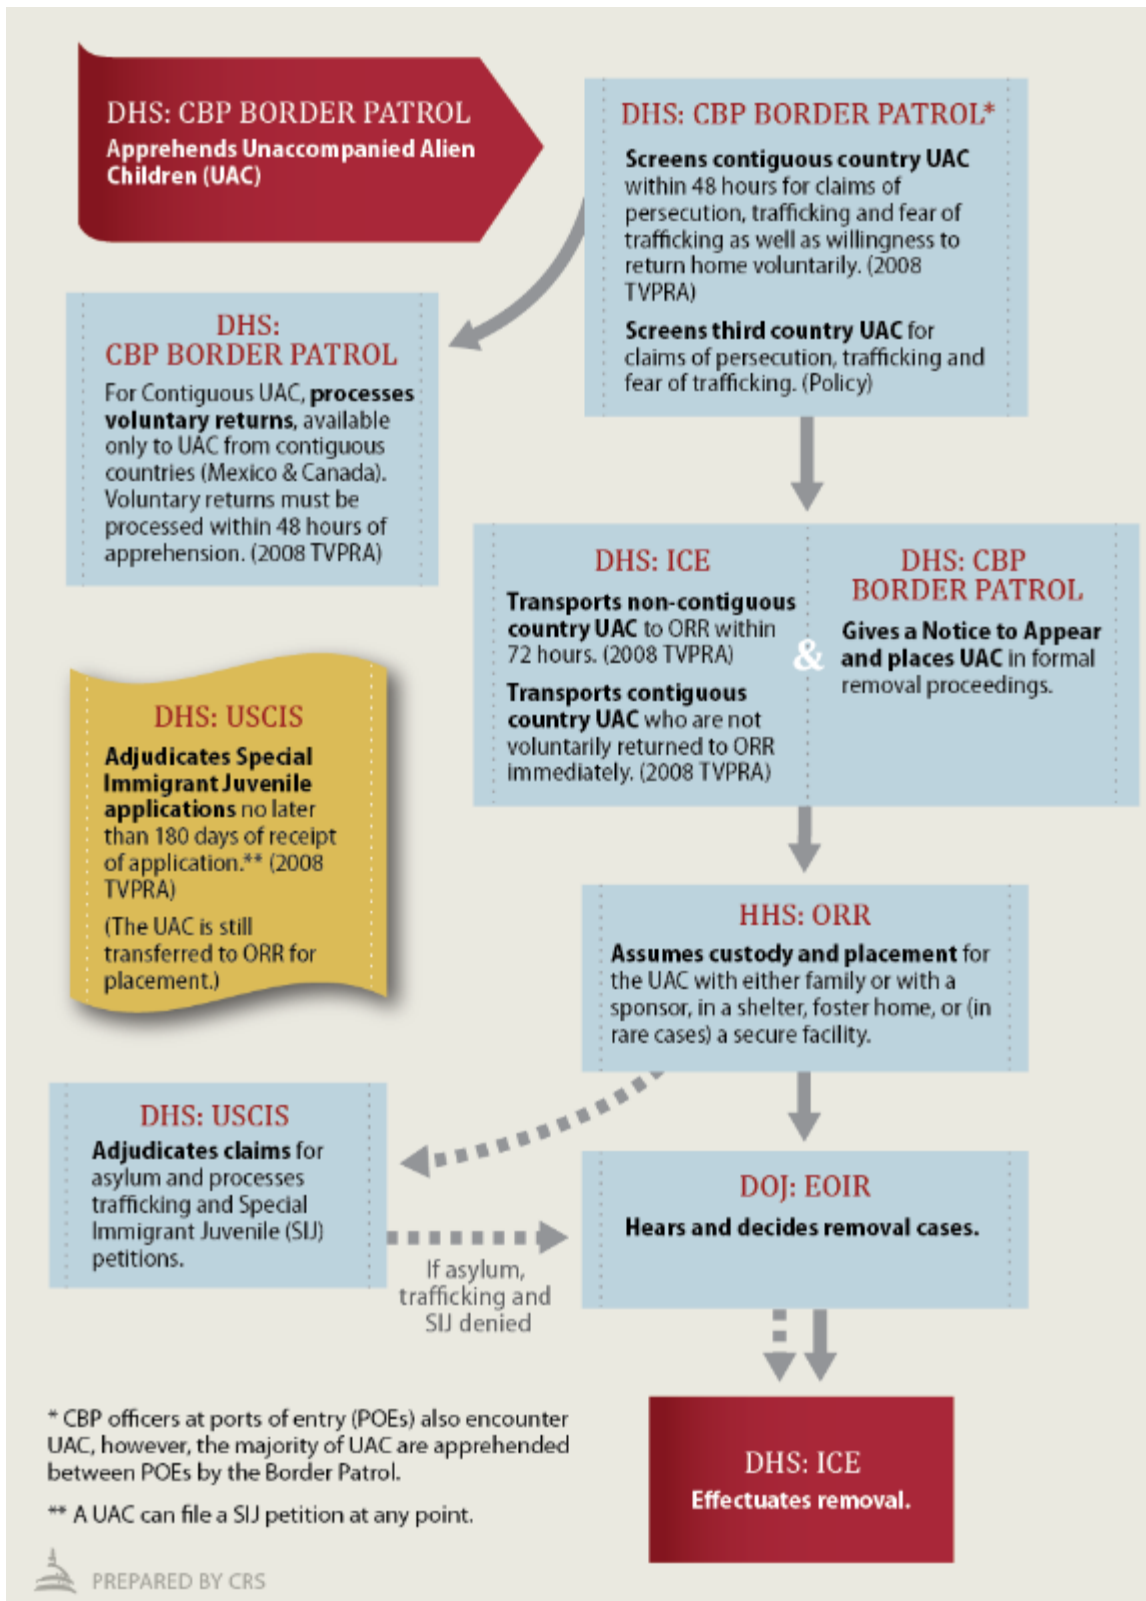 DHS: CBP BORDER PATROL
Apprehends Unaccompanied Alien
Children (UAC)
DHS: CBP BORDER PATROL*
Screens contiguous country UAC
within 48 hours for claims of
persecution, trafficking and fear of
trafficking as well as willingness to
return home voluntarily. (2008
TVPRA)
Screens third country UAC for
claims of persecution, trafficking and
fear of trafficking. (Policy)
DHS:
CBP BORDER PATROL
For Contiguous UAC, processes
voluntary returns, available
only to UAC from contiguous
countries (Mexico & Canada).
Voluntary returns must be
processed within 48 hours of
apprehension. (2008 TVPRA)
DHS: ICE
Transports non-contiguous
country UAC to ORR within
72 hours. (2008 TVPRA)
Transports contiguous
country UAC who are not
voluntarily returned to ORR
immediately. (2008 TVPRA)
&
DHS: CBP
BORDER PATROL
Gives a Notice to Appear
and places UAC in formal
removal proceedings.
DHS: USCIS
Adjudicates Special
Immigrant Juvenile
applications no later
than 180 days of receipt
of application.** (2008
TVPRA)
(The UAC is still
transferred to ORR for
placement.)
HHS: ORR
Assumes custody and placement for
the UAC with either family or with a
sponsor, in a shelter, foster home, or (in
rare cases) a secure facility.
DHS: USCIS
Adjudicates claims for
asylum and processes
trafficking and Special
Immigrant Juvenile (SIJ)
petitions.
If asylum,
trafficking and
SIJ denied
DOJ: EOIR
Hears and decides removal cases.
DHS: ICE
Effectuates removal.
* CBP officers at ports of entry (POEs) also encounter
UAC, however, the majority of UAC are apprehended
between POEs by the Border Patrol.
** A UAC can file a SIJ petition at any point.
PREPARED BY CRS